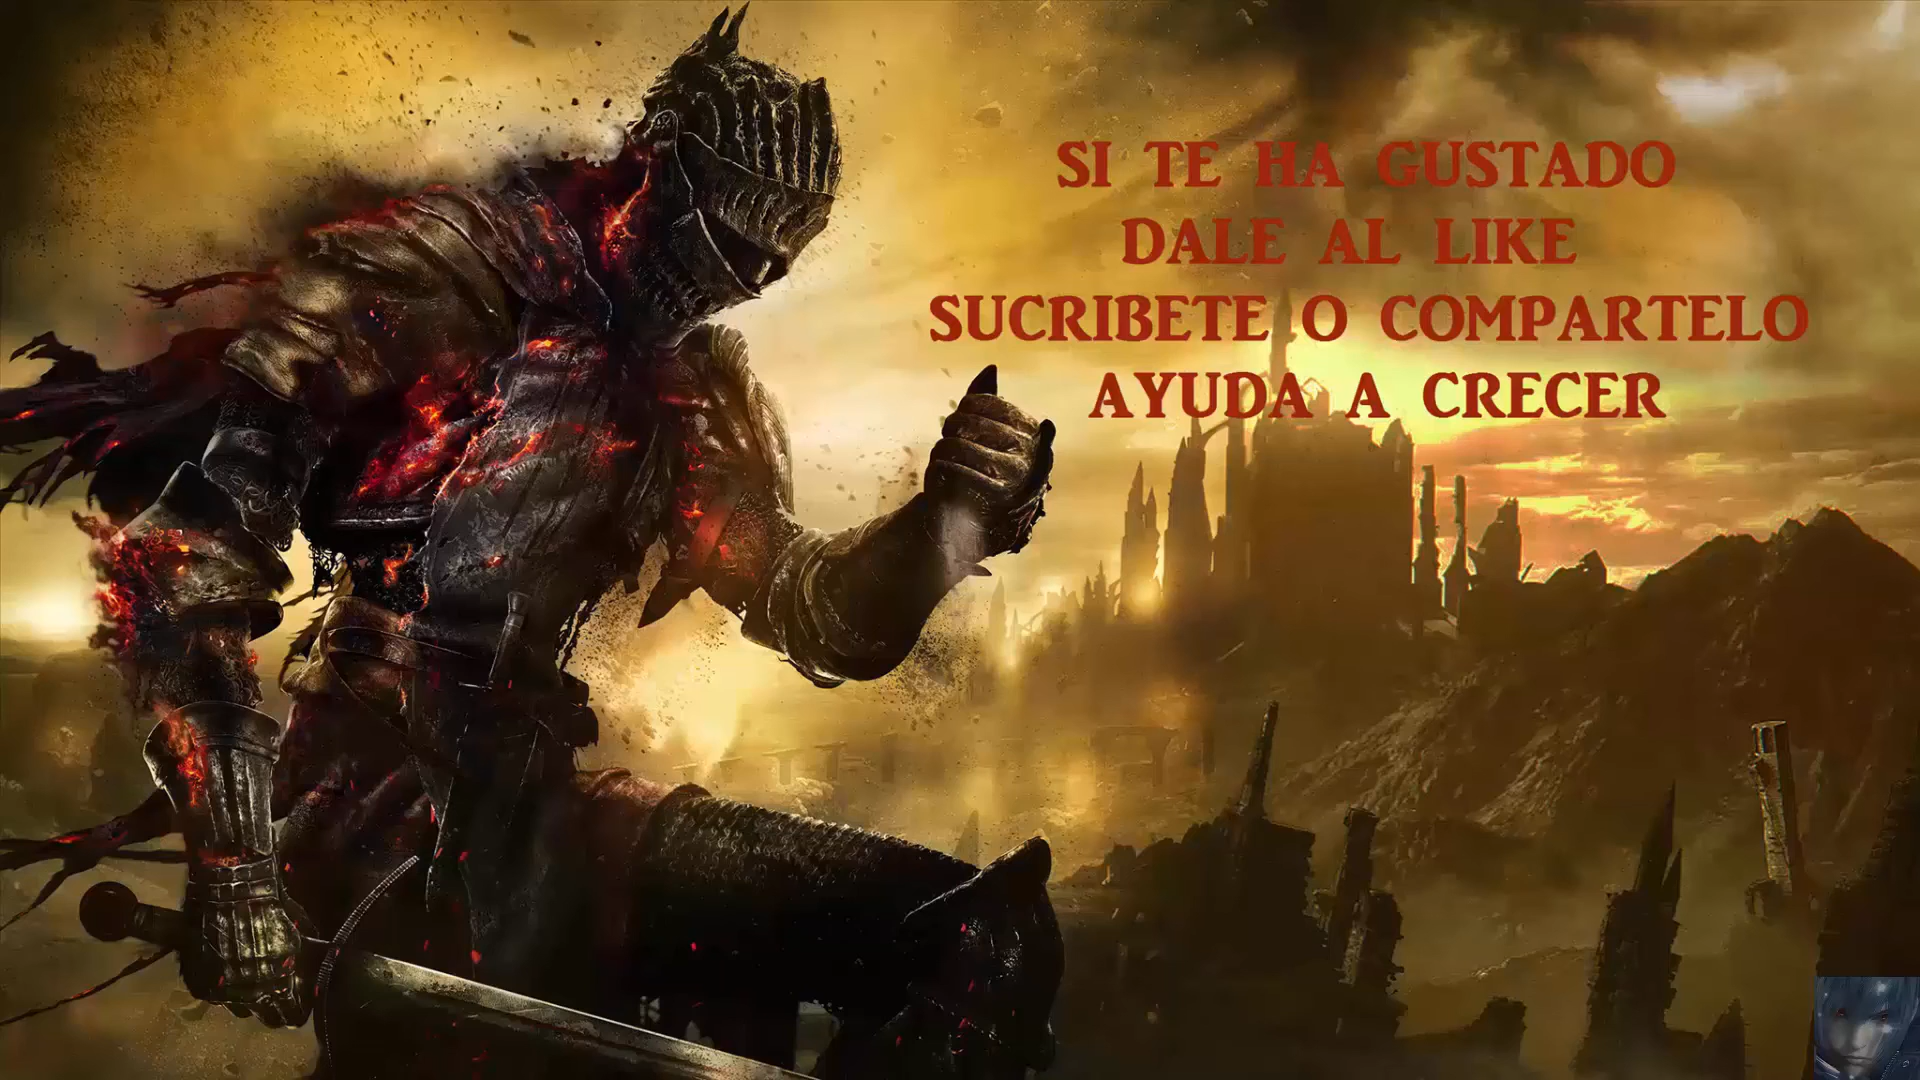 SI TE HA GUSTADO
DALE AL LIKE
SUCRIBETE O COMPARTELO
AYUDA A CRECER